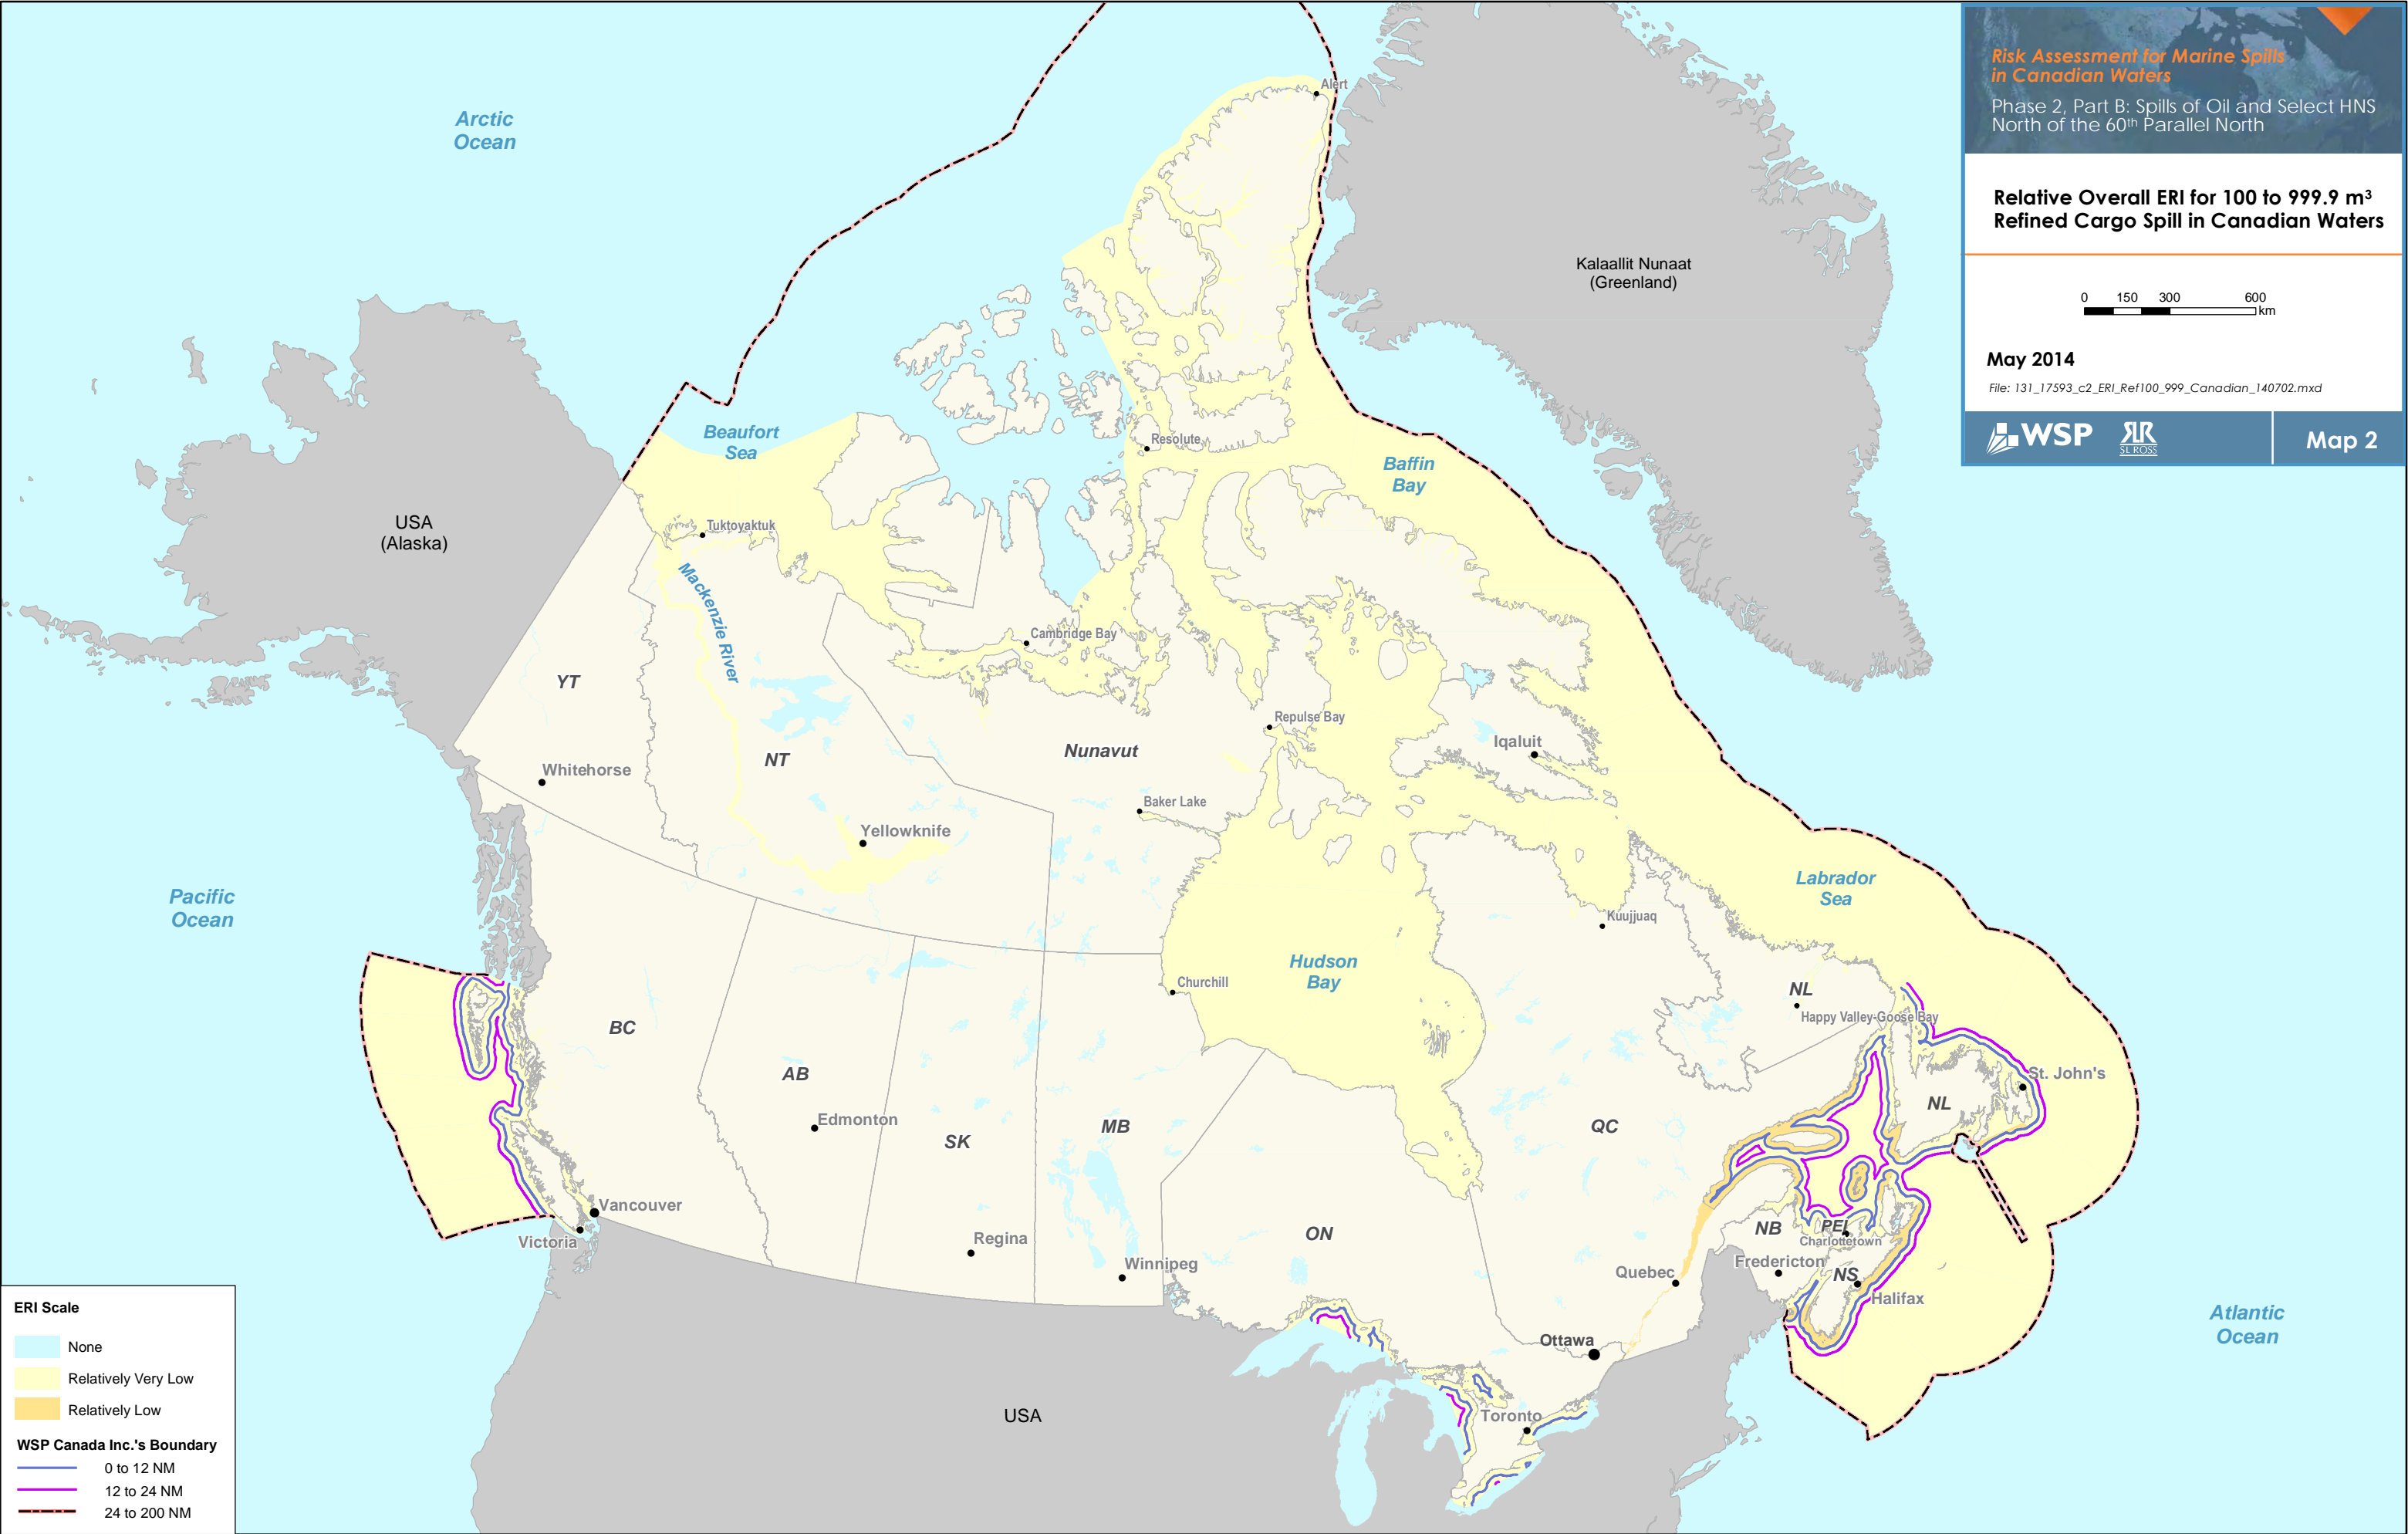 Risk Assessment for Marine Spills
in Canadian Waters
Phase 2, Part B: Spills of Oil and Select HNS
North of the 60th Parallel North
Relative Overall ERI for 100 to 999.9 m³
Refined Cargo Spill in Canadian Waters
0 150 300 600
km
May 2014
File: 131_17593_c2_ERI_Ref100_999_Canadian_140702.mxd
WSP
SL ROSS
Map 2
Alert
Arctic
Ocean
Kalaallit Nunaat
(Greenland)
Beaufort
Sea
Resolute
Baffin
Bay
USA
(Alaska)
Tuktoyaktuk
Mackenzie River
Cambridge Bay
YT
Repulse Bay
NT
Nunavut
Iqaluit
Whitehorse
Baker Lake
Yellowknife
Pacific
Ocean
Labrador
Sea
Kuujjuaq
Hudson
Bay
Churchill
NL
Happy Valley-Goose Bay
BC
AB
St. John's
Edmonton
SK
MB
QC
NL
Vancouver
Victoria
Regina
Winnipeg
ON
NB
PEI
Charlottetown
Fredericton
Quebec
NS
Halifax
Atlantic
Ocean
Ottawa
Toronto
USA
ERI Scale
None
Relatively Very Low
Relatively Low
WSP Canada Inc.'s Boundary
0 to 12 NM
12 to 24 NM
24 to 200 NM